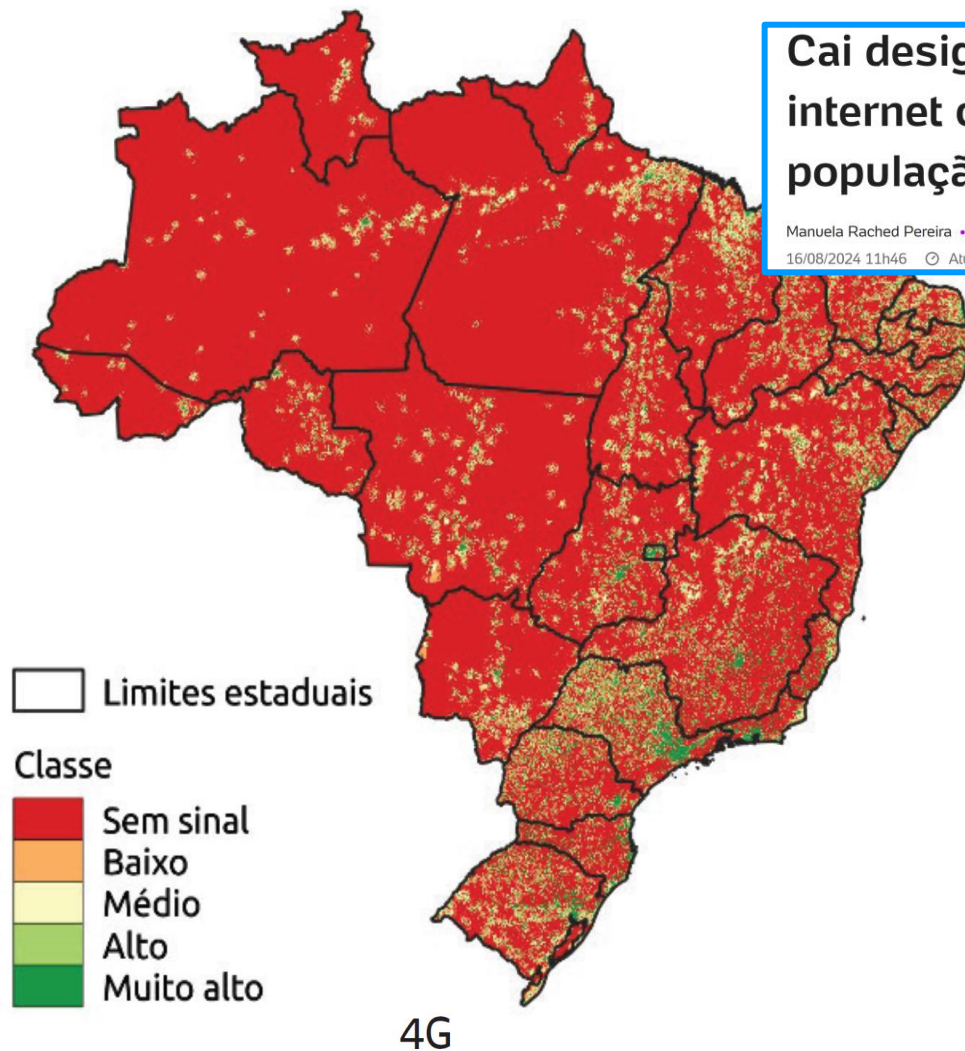 Cai desig
internet
populaçã
Manuela Rached Pereira •
16/08/2024 11h46
Limites estaduais
Classe
Sem sinal
Baixo
Médio
Alto
Muito alto
4G